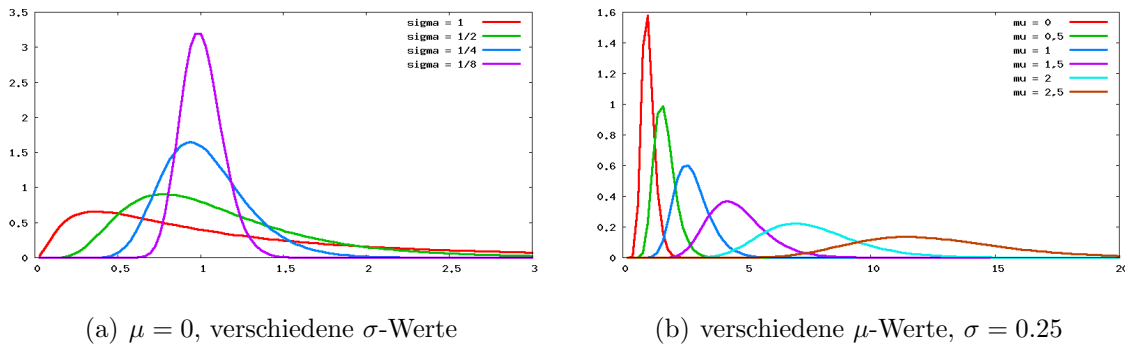 3,5
3
2,5
2
1.5
1
0.5
0
0
0,5
1
1,5
2
2,5
3
sigma = 1
sigma = 1/2
sigma = 1/4
sigma = 1/8
1.6
1.4
1.2
1
0.8
0.6
0.4
0.2
0
0
5
10
15
20
mu = 0
mu = 0,5
mu = 1
mu = 1,5
mu = 2
mu = 2,5
(a) μ = 0, verschiedene σ-Werte
(b) verschiedene μ-Werte, σ = 0.25